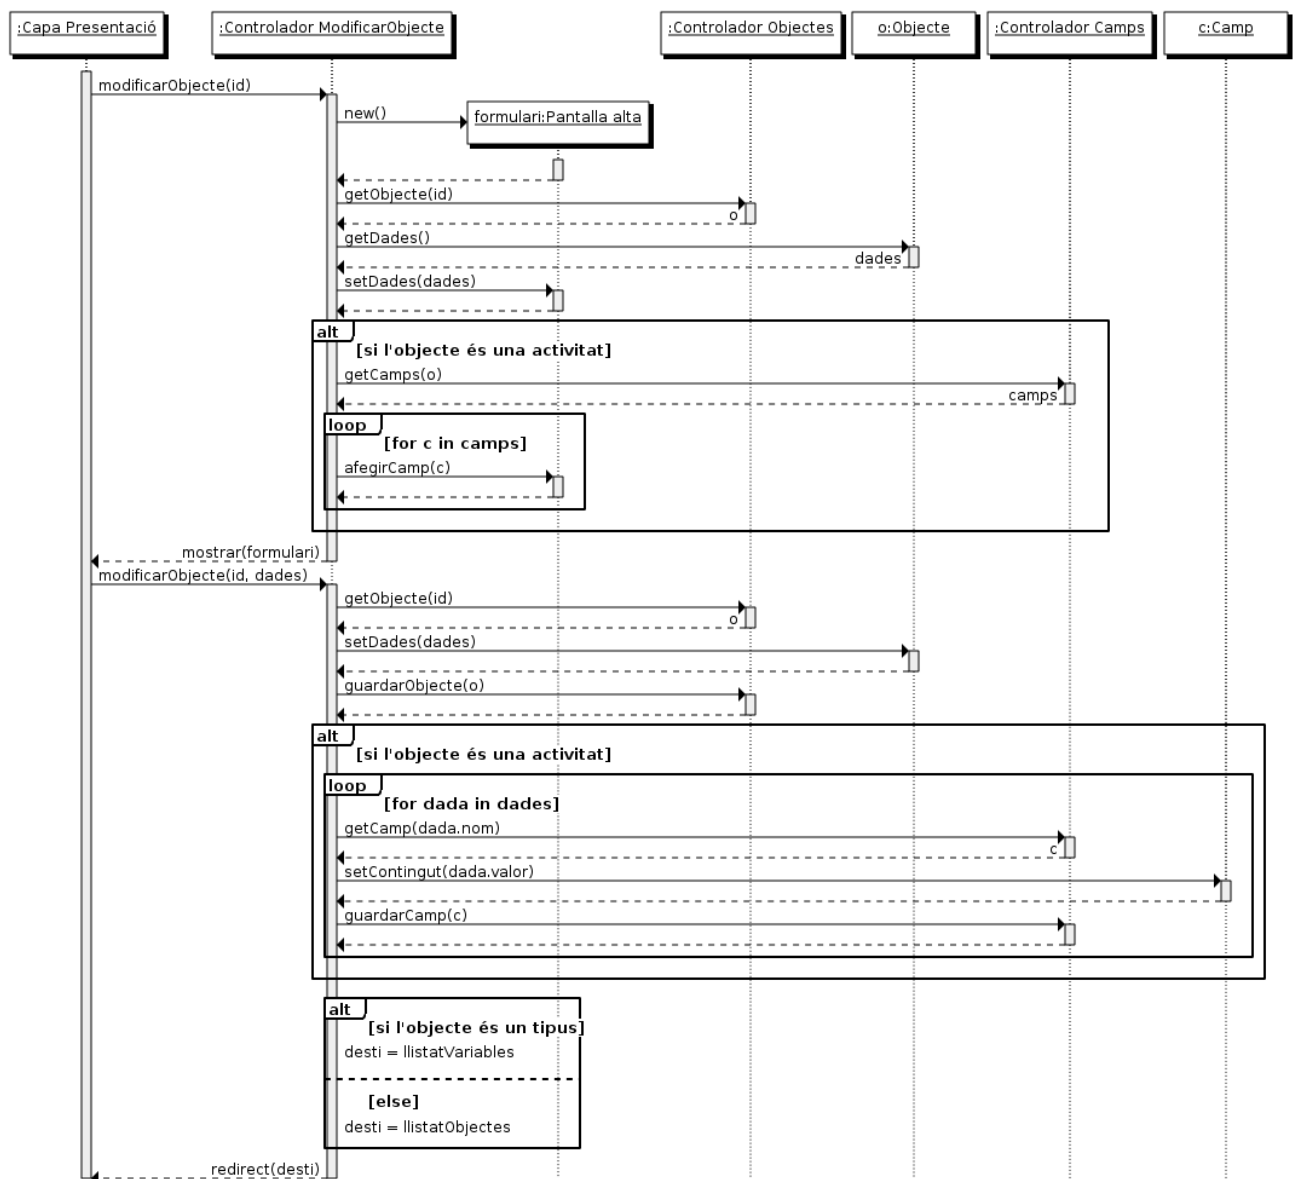 :Capa Presentació
:Controlador ModificarObjecte
:Controlador Objectes
o:Objecte
:Controlador Camps
c:Camp
modificarObjecte(id)
new()
formulari:Pantalla alta
getObjecte(id)
o
getDades()
dades
setDades(dades)
alt
[si l'objecte és una activitat]
getCamps(o)
camps
loop
[for c in camps]
afegirCamp(c)
mostrar(formulari)
modificarObjecte(id, dades)
getObjecte(id)
o
setDades(dades)
guardarObjecte(o)
alt
[si l'objecte és una activitat]
loop
[for dada in dades]
getCamp(dada.nom)
c
setContingut(dada.valor)
guardarCamp(c)
alt
[si l'objecte és un tipus]
desti = llistatVariables
[else]
desti = llistatObjectes
redirect(desti)